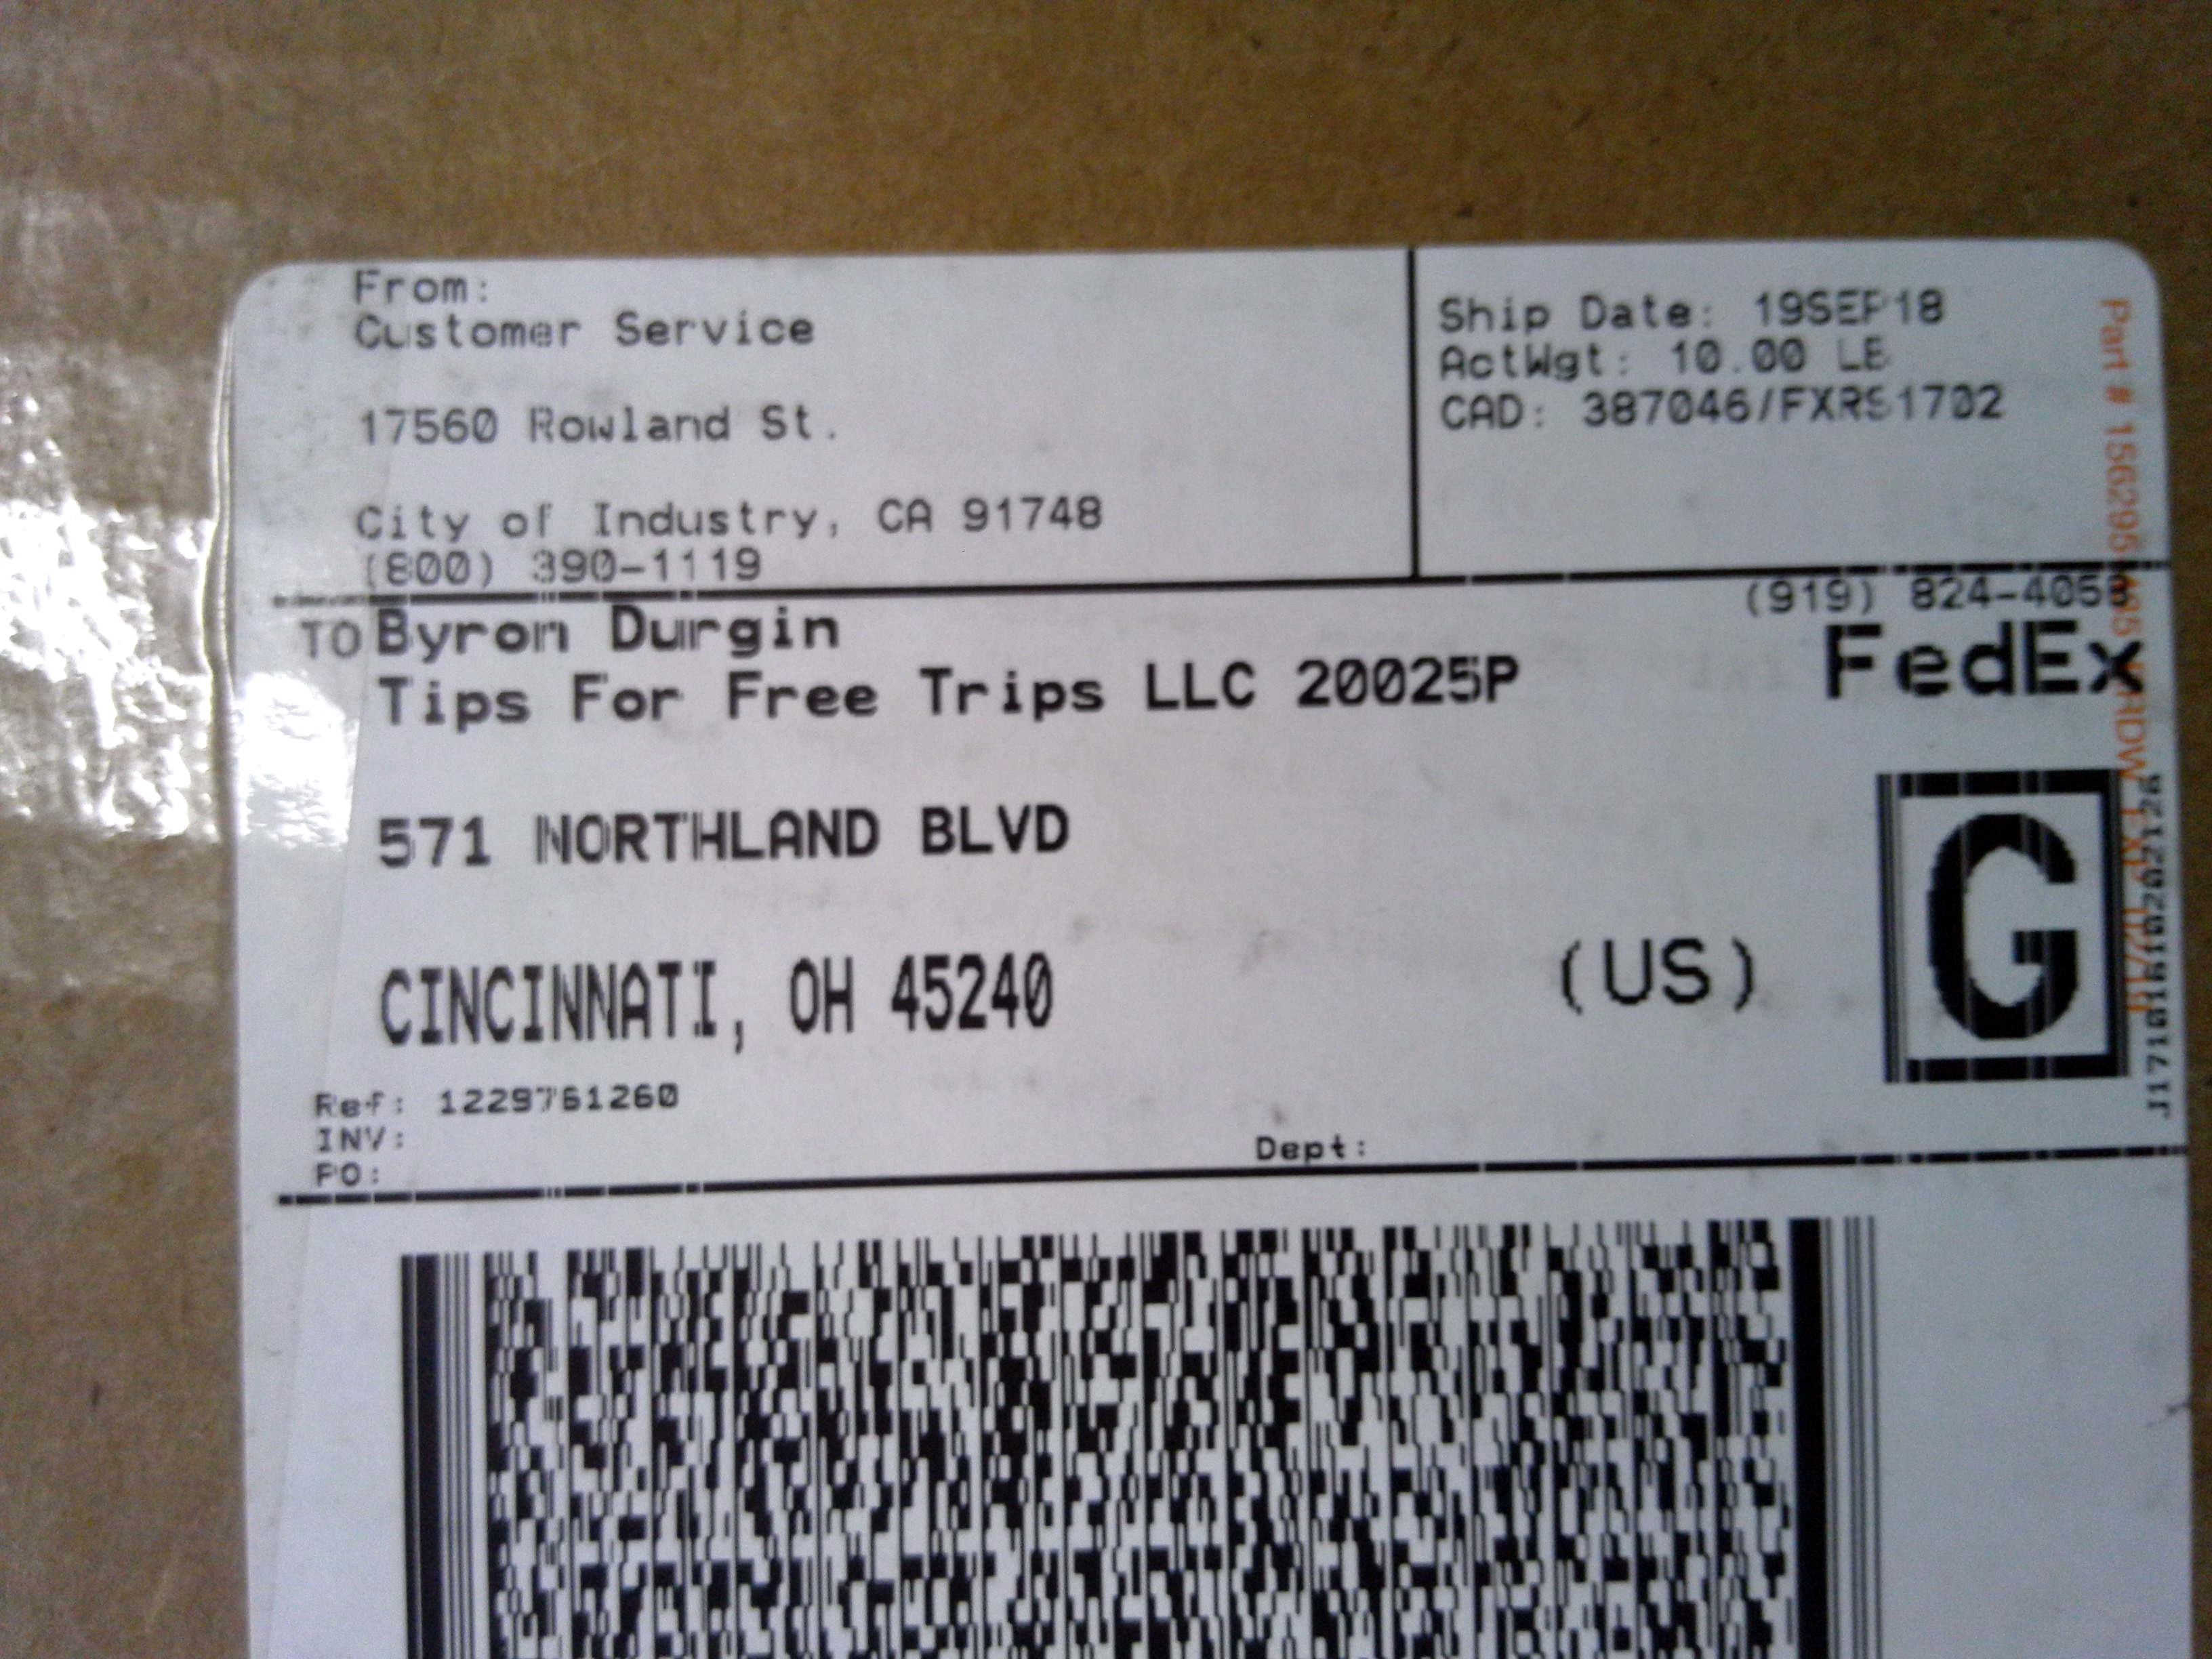 From:
Customer Service
17560 Rowland St.
City of Industry, CA 91748
(800) 390-1119
Ship Date: 19SEP18
ActWgt: 10.00 LB
CAD: 387046/FXRS1702
(919) 824-4058
TO Byron Durgin
Tips For Free Trips LLC 20025P
FedEx
571 NORTHLAND BLVD
CINCINNATI, OH 45240
(US)
G
Ref: 1229761260
INV:
PO:
Dept:
Part #